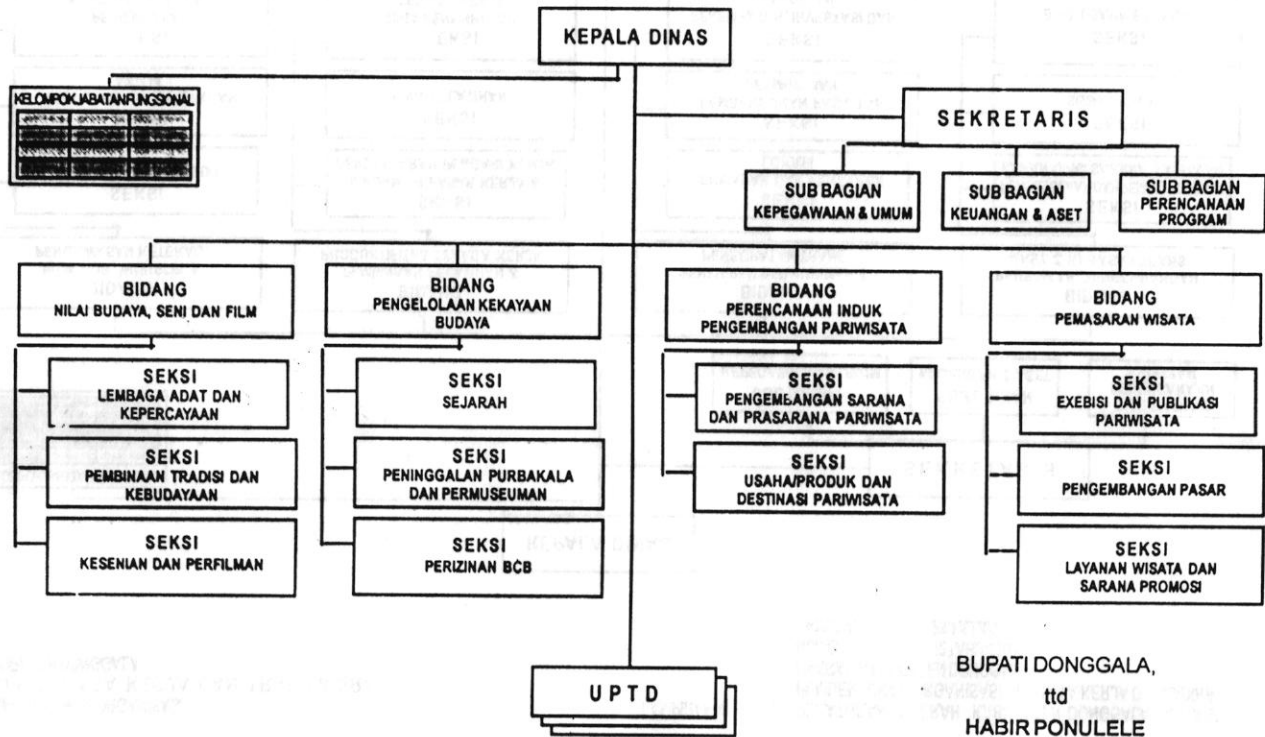 KEPALA DINAS
KELOMPOK JABATAN FUNGSIONAL
SEKRETARIS
SUB BAGIAN
KEPEGAWAIAN & UMUM
SUB BAGIAN
KEUANGAN & ASET
SUB BAGIAN
PERENCANAAN
PROGRAM
BIDANG
NILAI BUDAYA, SENI DAN FILM
BIDANG
PENGELOLAAN KEKAYAAN
BUDAYA
BIDANG
PERENCANAAN INDUK
PENGEMBANGAN PARIWISATA
BIDANG
PEMASARAN WISATA
SEKSI
LEMBAGA ADAT DAN
KEPERCAYAAN
SEKSI
SEJARAH
SEKSI
PENGEMBANGAN SARANA
DAN PRASARANA PARIWISATA
SEKSI
EXEBISI DAN PUBLIKASI
PARIWISATA
SEKSI
PEMBINAAN TRADISI DAN
KEBUDAYAAN
SEKSI
PENINGGALAN PURBAKALA
DAN PERMUSEUMAN
SEKSI
USAHA/PRODUK DAN
DESTINASI PARIWISATA
SEKSI
PENGEMBANGAN PASAR
SEKSI
KESENIAN DAN PERFILMAN
SEKSI
PERIZINAN BCB
SEKSI
LAYANAN WISATA DAN
SARANA PROMOSI
UPTD
BUPATI DONGGALA,
ttd
HABIR PONULELE